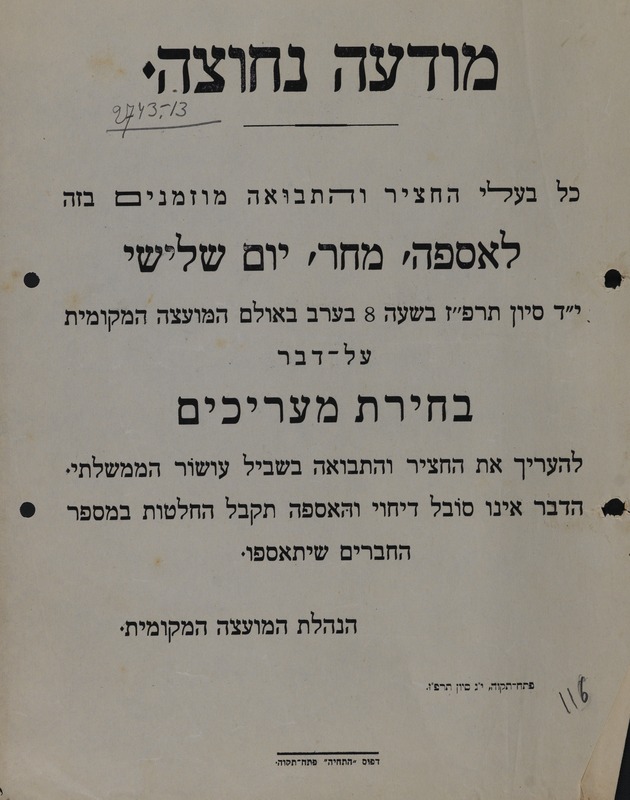 מודעה נחוצה.
2743-13
כל בעלי החציר והתבואה מוזמנים בזה
לאספה, מחר, יום שלישי
י״ד סיון תרפ״ז בשעה 8 בערב באולם המועצה המקומית
על־דבר
בחירת מעריכים
להעריך את החציר והתבואה בשביל עושור הממשלתי.
הדבר אינו סובל דיחוי והאספה תקבל החלטות במספר
החברים שיתאספו.
הנהלת המועצה המקומית.
פתח־תקוה, י״ג סיון תרפ״ז.
116
דפוס „התחיה” פתח־תקוה.